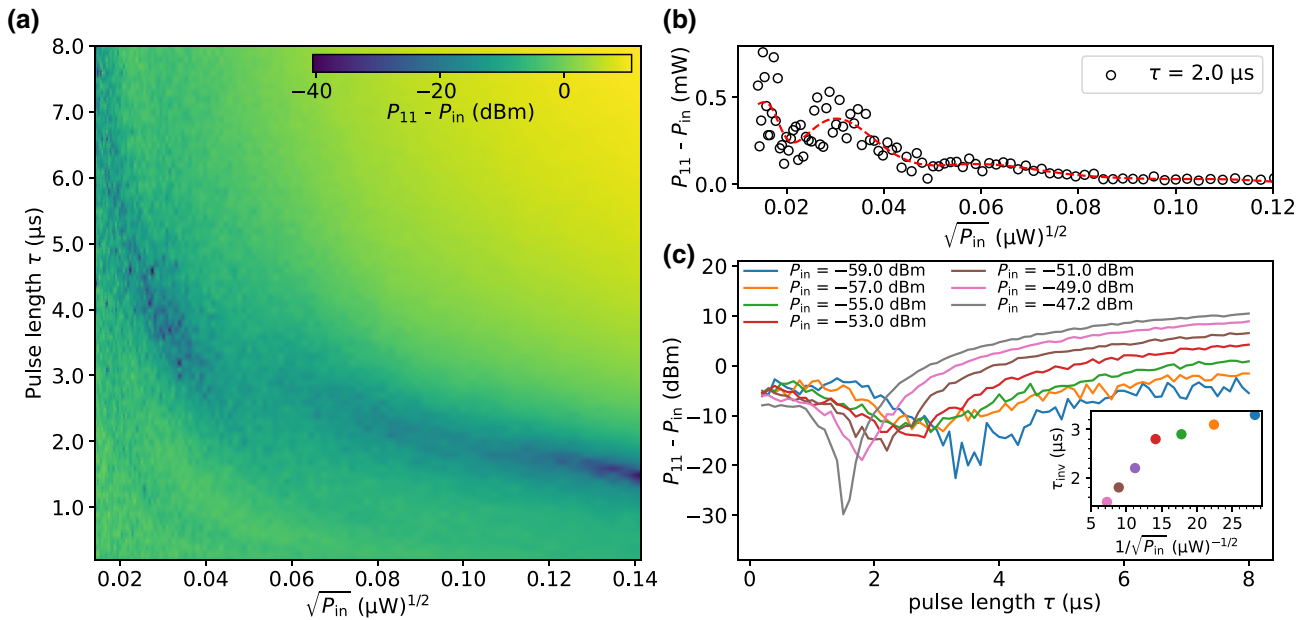 (a)
8.0
7.0
6.0
5.0
4.0
3.0
2.0
1.0
Pulse length τ (μs)
−40
−20
0
P₁₁ - Pᵢₙ (dBm)
0.02
0.04
0.06
0.08
0.10
0.12
0.14
√Pᵢₙ (μW)¹ᐟ²
(b)
0.5
0.0
P₁₁ - Pᵢₙ (mW)
τ = 2.0 μs
0.02
0.04
0.06
0.08
0.10
0.12
√Pᵢₙ (μW)¹ᐟ²
(c)
20
10
0
−10
−20
−30
P₁₁ - Pᵢₙ (dBm)
Pᵢₙ = −59.0 dBm
Pᵢₙ = −57.0 dBm
Pᵢₙ = −55.0 dBm
Pᵢₙ = −53.0 dBm
Pᵢₙ = −51.0 dBm
Pᵢₙ = −49.0 dBm
Pᵢₙ = −47.2 dBm
3
2
τᵢₙᵥ (μs)
5
10
15
20
25
1/√Pᵢₙ (μW)⁻¹ᐟ²
0
2
4
6
8
pulse length τ (μs)